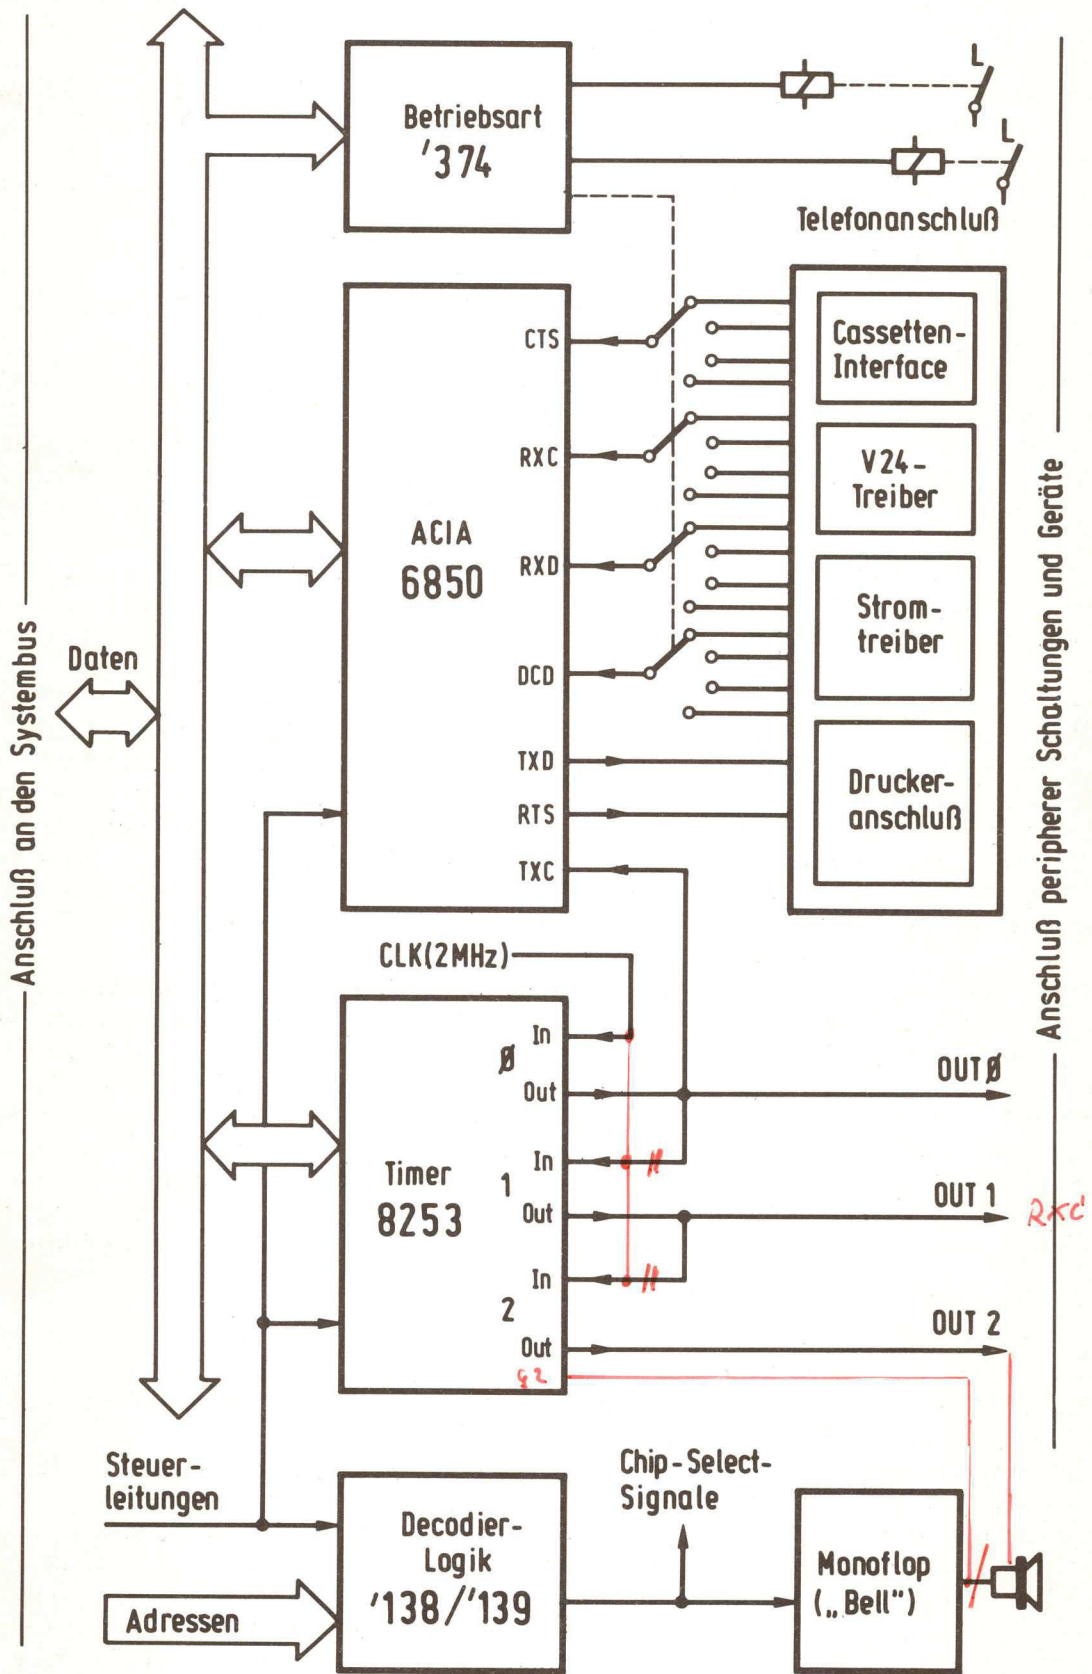 Anschluß an den Systembus
Betriebsart
'374
L
L
Telefonanschluß
CTS
RXC
ACIA
6850
RXD
DCD
TXD
RTS
TXC
Cassetten-
Interface
V24-
Treiber
Strom-
treiber
Drucker-
anschluß
Anschluß peripherer Schaltungen und Geräte
Daten
CLK(2MHz)
In
Ø
Out
OUT Ø
In
1
Timer
8253
Out
OUT 1
RXC
In
2
Out
OUT 2
G2
Steuer-
leitungen
Adressen
Decodier-
Logik
'138/'139
Chip-Select-
Signale
Monoflop
(„Bell")